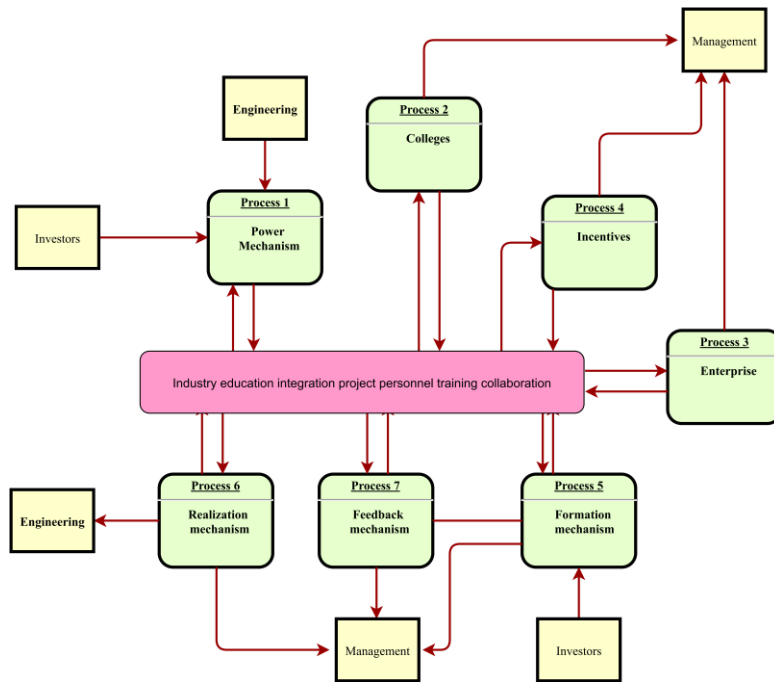 Management
Engineering
Process 2
Colleges
Process 1
Power
Mechanism
Process 4
Incentives
Investors
Process 3
Enterprise
Industry education integration project personnel training collaboration
Process 6
Realization
mechanism
Process 7
Feedback
mechanism
Process 5
Formation
mechanism
Engineering
Management
Investors